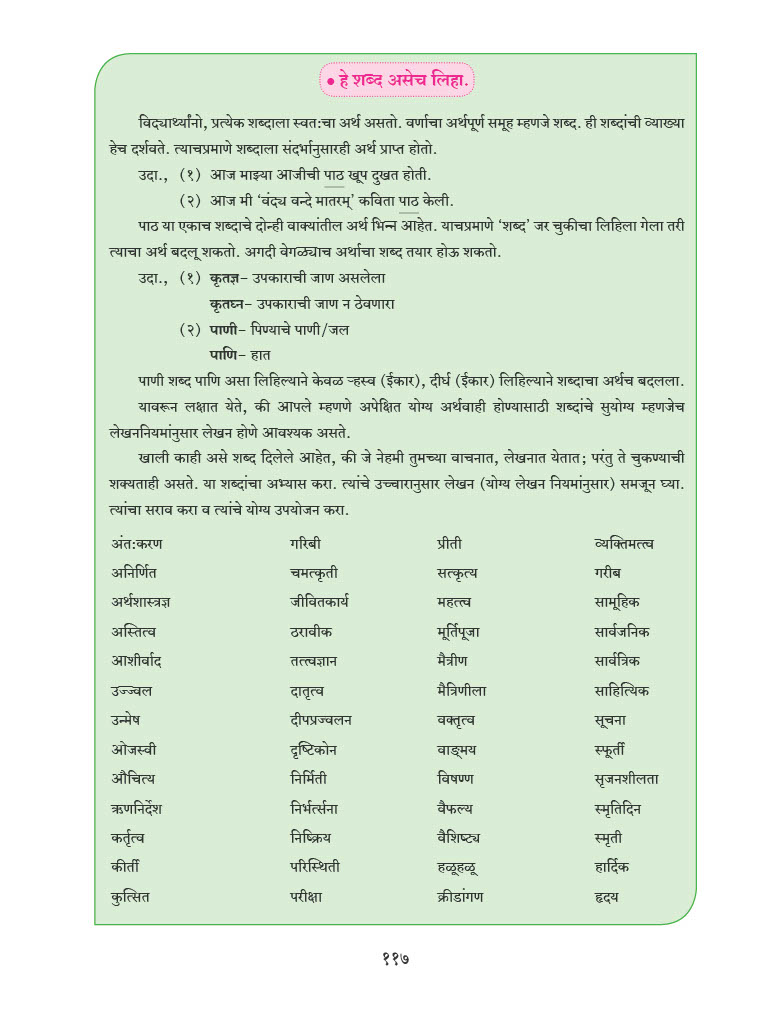 • हे शब्द असेच लिहा.
विद्यार्थ्यांनो, प्रत्येक शब्दाला स्वत:चा अर्थ असतो. वर्णाचा अर्थपूर्ण समूह म्हणजे शब्द. ही शब्दांची व्याख्या
हेच दर्शवते. त्याचप्रमाणे शब्दाला संदर्भानुसारही अर्थ प्राप्त होतो.
उदा., (१) आज माझ्या आजीची पाठ खूप दुखत होती.
(२) आज मी ‘वंद्य वन्दे मातरम्’ कविता पाठ केली.
पाठ या एकाच शब्दाचे दोन्ही वाक्यांतील अर्थ भिन्न आहेत. याचप्रमाणे ‘शब्द’ जर चुकीचा लिहिला गेला तरी
त्याचा अर्थ बदलू शकतो. अगदी वेगळ्याच अर्थाचा शब्द तयार होऊ शकतो.
उदा., (१) कृतज्ञ– उपकाराची जाण असलेला
कृतघ्न– उपकाराची जाण न ठेवणारा
(२) पाणी– पिण्याचे पाणी/जल
पाणि– हात
पाणी शब्द पाणि असा लिहिल्याने केवळ ऱ्हस्व (ईकार), दीर्घ (ईकार) लिहिल्याने शब्दाचा अर्थच बदलला.
यावरून लक्षात येते, की आपले म्हणणे अपेक्षित योग्य अर्थवाही होण्यासाठी शब्दांचे सुयोग्य म्हणजेच
लेखननियमांनुसार लेखन होणे आवश्यक असते.
खाली काही असे शब्द दिलेले आहेत, की जे नेहमी तुमच्या वाचनात, लेखनात येतात; परंतु ते चुकण्याची
शक्यताही असते. या शब्दांचा अभ्यास करा. त्यांचे उच्चारानुसार लेखन (योग्य लेखन नियमांनुसार) समजून घ्या.
त्यांचा सराव करा व त्यांचे योग्य उपयोजन करा.
अंत:करण गरिबी प्रीती व्यक्तिमत्त्व
अनिर्णित चमत्कृती सत्कृत्य गरीब
अर्थशास्त्रज्ञ जीवितकार्य महत्त्व सामूहिक
अस्तित्व ठरावीक मूर्तिपूजा सार्वजनिक
आशीर्वाद तत्त्वज्ञान मैत्रीण सार्वत्रिक
उज्ज्वल दातृत्व मैत्रिणीला साहित्यिक
उन्मेष दीपप्रज्वलन वक्तृत्व सूचना
ओजस्वी दृष्टिकोन वाङ्मय स्फूर्ती
औचित्य निर्मिती विषण्ण सृजनशीलता
ऋणनिर्देश निर्भर्त्सना वैफल्य स्मृतिदिन
कर्तृत्व निष्क्रिय वैशिष्ट्य स्मृती
कीर्ती परिस्थिती हळूहळू हार्दिक
कुत्सित परीक्षा क्रीडांगण हृदय
११७